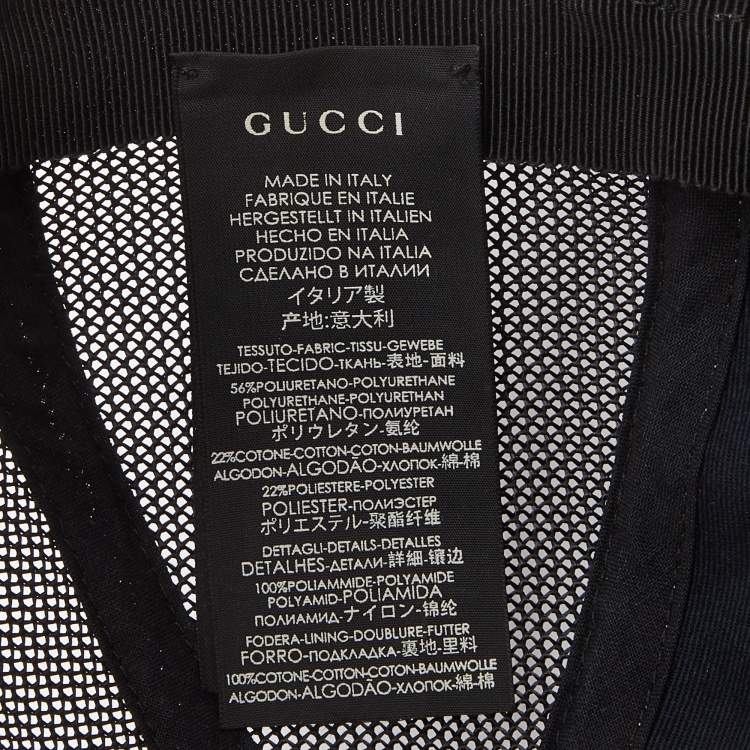 GUCCI
MADE IN ITALY
FABRIQUE EN ITALIE
HERGESTELLT IN ITALIEN
HECHO EN ITALIA
PRODUZIDO NA ITALIA
СДЕЛАНО В ИТАЛИИ
イタリア製
产地:意大利
TESSUTO-FABRIC-TISSU-GEWEBE
TEJIDO-TECIDO-ТКАНЬ-表地-面料
56%POLIURETANO-POLYURETHANE
POLYURETHANE-POLYURETHAN
POLIURETANO-ПОЛИУРЕТАН
ポリウレタン-氨纶
22%COTONE-COTTON-COTON-BAUMWOLLE
ALGODON-ALGODÃO-ХЛОПОК-綿-棉
22%POLIESTERE-POLYESTER
POLIESTER-ПОЛИЭСТЕР
ポリエステル-聚酯纤维
DETTAGLI-DETAILS-DETALLES
DETALHES-ДЕТАЛИ-詳細-镶边
100%POLIAMMIDE-POLYAMIDE
POLYAMID-POLIAMIDA
ПОЛИАМИД-ナイロン-锦纶
FODERA-LINING-DOUBLURE-FUTTER
FORRO-ПОДКЛАДКА-裏地-里料
100%COTONE-COTTON-COTON-BAUMWOLLE
ALGODON-ALGODÃO-ХЛОПОК-綿-棉